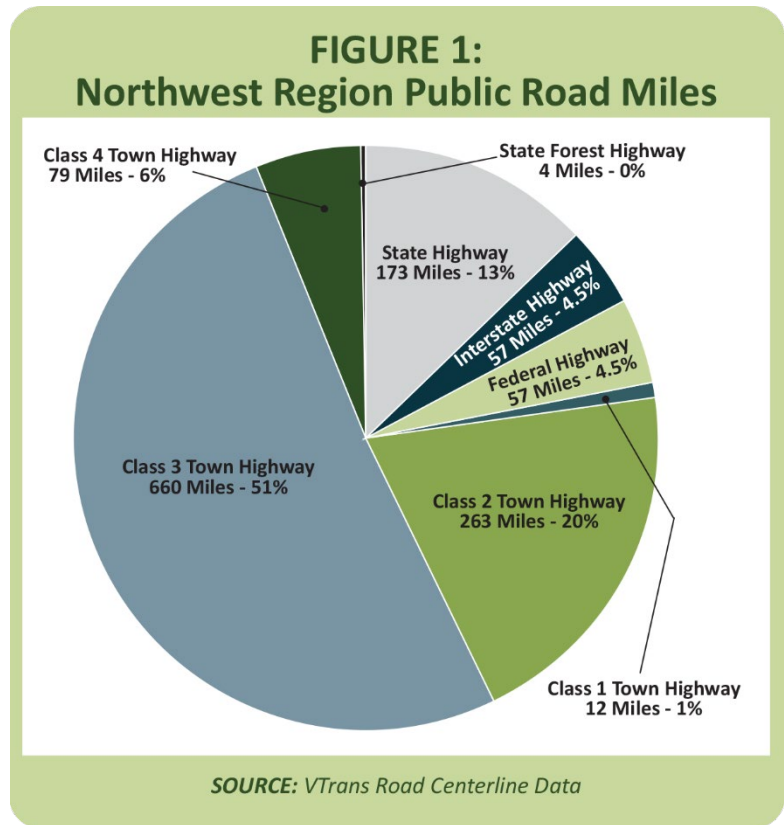 FIGURE 1:
Northwest Region Public Road Miles
Class 4 Town Highway
79 Miles - 6%
State Forest Highway
4 Miles - 0%
State Highway
173 Miles - 13%
Interstate Highway
57 Miles - 4.5%
Federal Highway
57 Miles - 4.5%
Class 3 Town Highway
660 Miles - 51%
Class 2 Town Highway
263 Miles - 20%
Class 1 Town Highway
12 Miles - 1%
SOURCE: VTrans Road Centerline Data